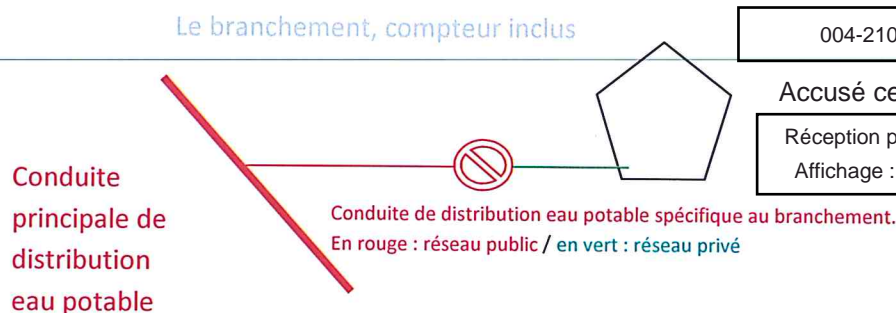 Le branchement, compteur inclus
004-210
Accusé ce
Réception p
Affichage :
Conduite
principale de
distribution
eau potable
Conduite de distribution eau potable spécifique au branchement.
En rouge : réseau public / en vert : réseau privé